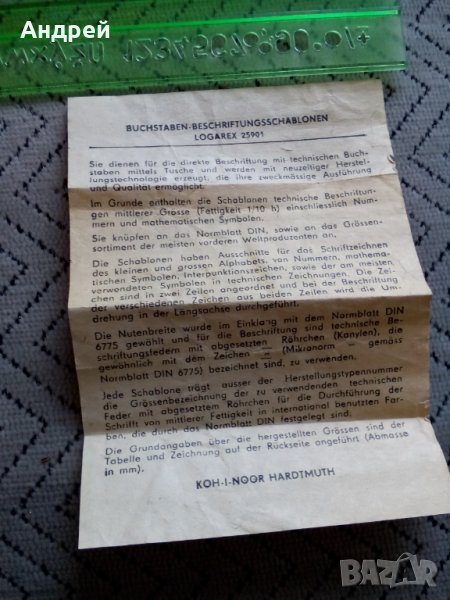 Андрей
1234567890
BUCHSTABEN-BESCHRIFTUNGSSCHABLONEN
LOGAREX 25901
Sie dienen für die direkte Beschriftung mit technischen Buch-
staben mittels Tusche und werden mit neuzeitiger Herstel-
lungstechnologie erzeugt, die ihre zweckmässige Ausführung
und Qualität ermöglicht.
Im Grunde enthalten die Schablonen technische Beschriftun-
gen mittlerer Grösse (Fettigkeit 1/10 h) einschliesslich Num-
mern und mathematischen Symbolen.
Sie knüpfen an das Normblatt DIN, sowie an das Grössen-
sortiment der meisten vorderen Weltproduzenten an.
Die Schablonen haben Ausschnitte für das Schriftzeichen
des kleinen und grossen Alphabets, von Nummern, mathema-
tischen Symbolen, Interpunktionszeichen, sowie der am meisten
verwendeten Symbolen in technischen Zeichnungen. Die Zei-
chen sind in zwei Zeilen angeordnet und bei der Beschriftung
der verschiedenen Zeichen aus beiden Zeilen wird die Um-
drehung in der Längsachse durchgeführt.
Die Nutenbreite wurde im Einklang mit dem Normblatt DIN
6775 gewählt und für die Beschriftung sind technische Be-
schriftungsfedern mit abgesetzten Röhrchen (Kanylen), die
gewöhnlich mit dem Zeichen (Mikronorm — gemäss
Normblatt DIN 6775) bezeichnet sind, zu verwenden.
Jede Schablone trägt ausser der Herstellungstypennummer
die Grössenbezeichnung der zu verwendenden technischen
Feder mit abgesetztem Röhrchen für die Durchführung der
Schrift von mittlerer Fettigkeit in international benutzten Far-
ben, die durch das Normblatt DIN festgelegt sind.
Die Grundangaben über die hergestellten Grössen sind der
Tabelle und Zeichnung auf der Rückseite angeführt (Abmasse
in mm).
KOH-I-NOOR HARDTMUTH
BAZAR